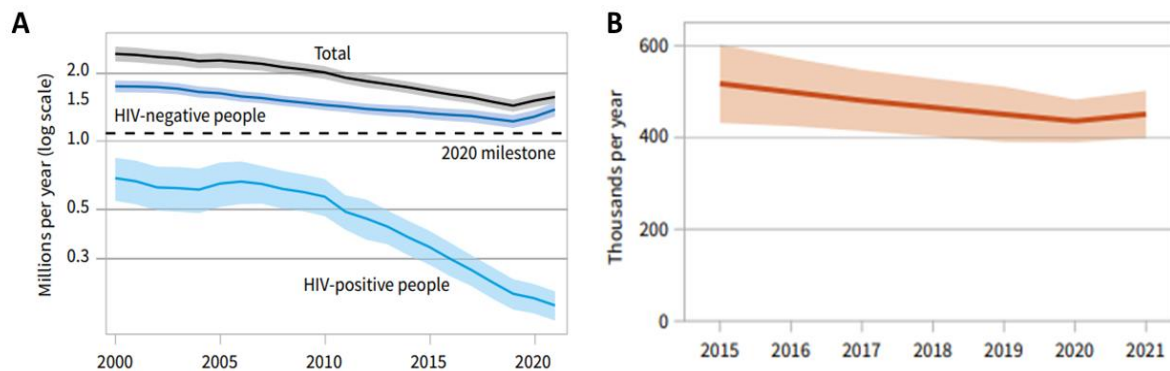 A
Millions per year (log scale)
2.0
1.5
1.0
0.5
0.3
Total
HIV-negative people
2020 milestone
HIV-positive people
2000
2005
2010
2015
2020
B
Thousands per year
600
400
200
0
2015
2016
2017
2018
2019
2020
2021